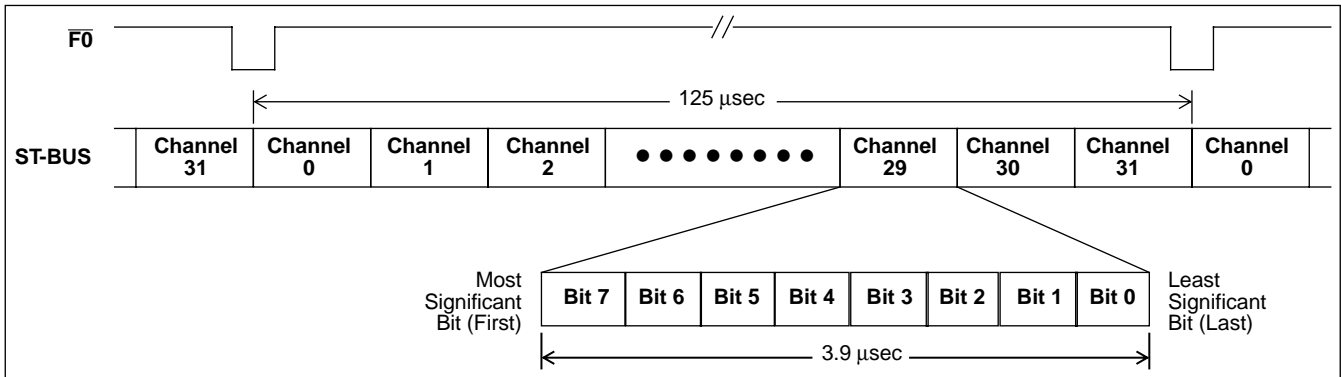 F0
125 μsec
ST-BUS
Channel 31
Channel 0
Channel 1
Channel 2
Channel 29
Channel 30
Channel 31
Channel 0
Most
Significant
Bit (First)
Bit 7 Bit 6 Bit 5 Bit 4 Bit 3 Bit 2 Bit 1 Bit 0
Least
Significant
Bit (Last)
3.9 μsec